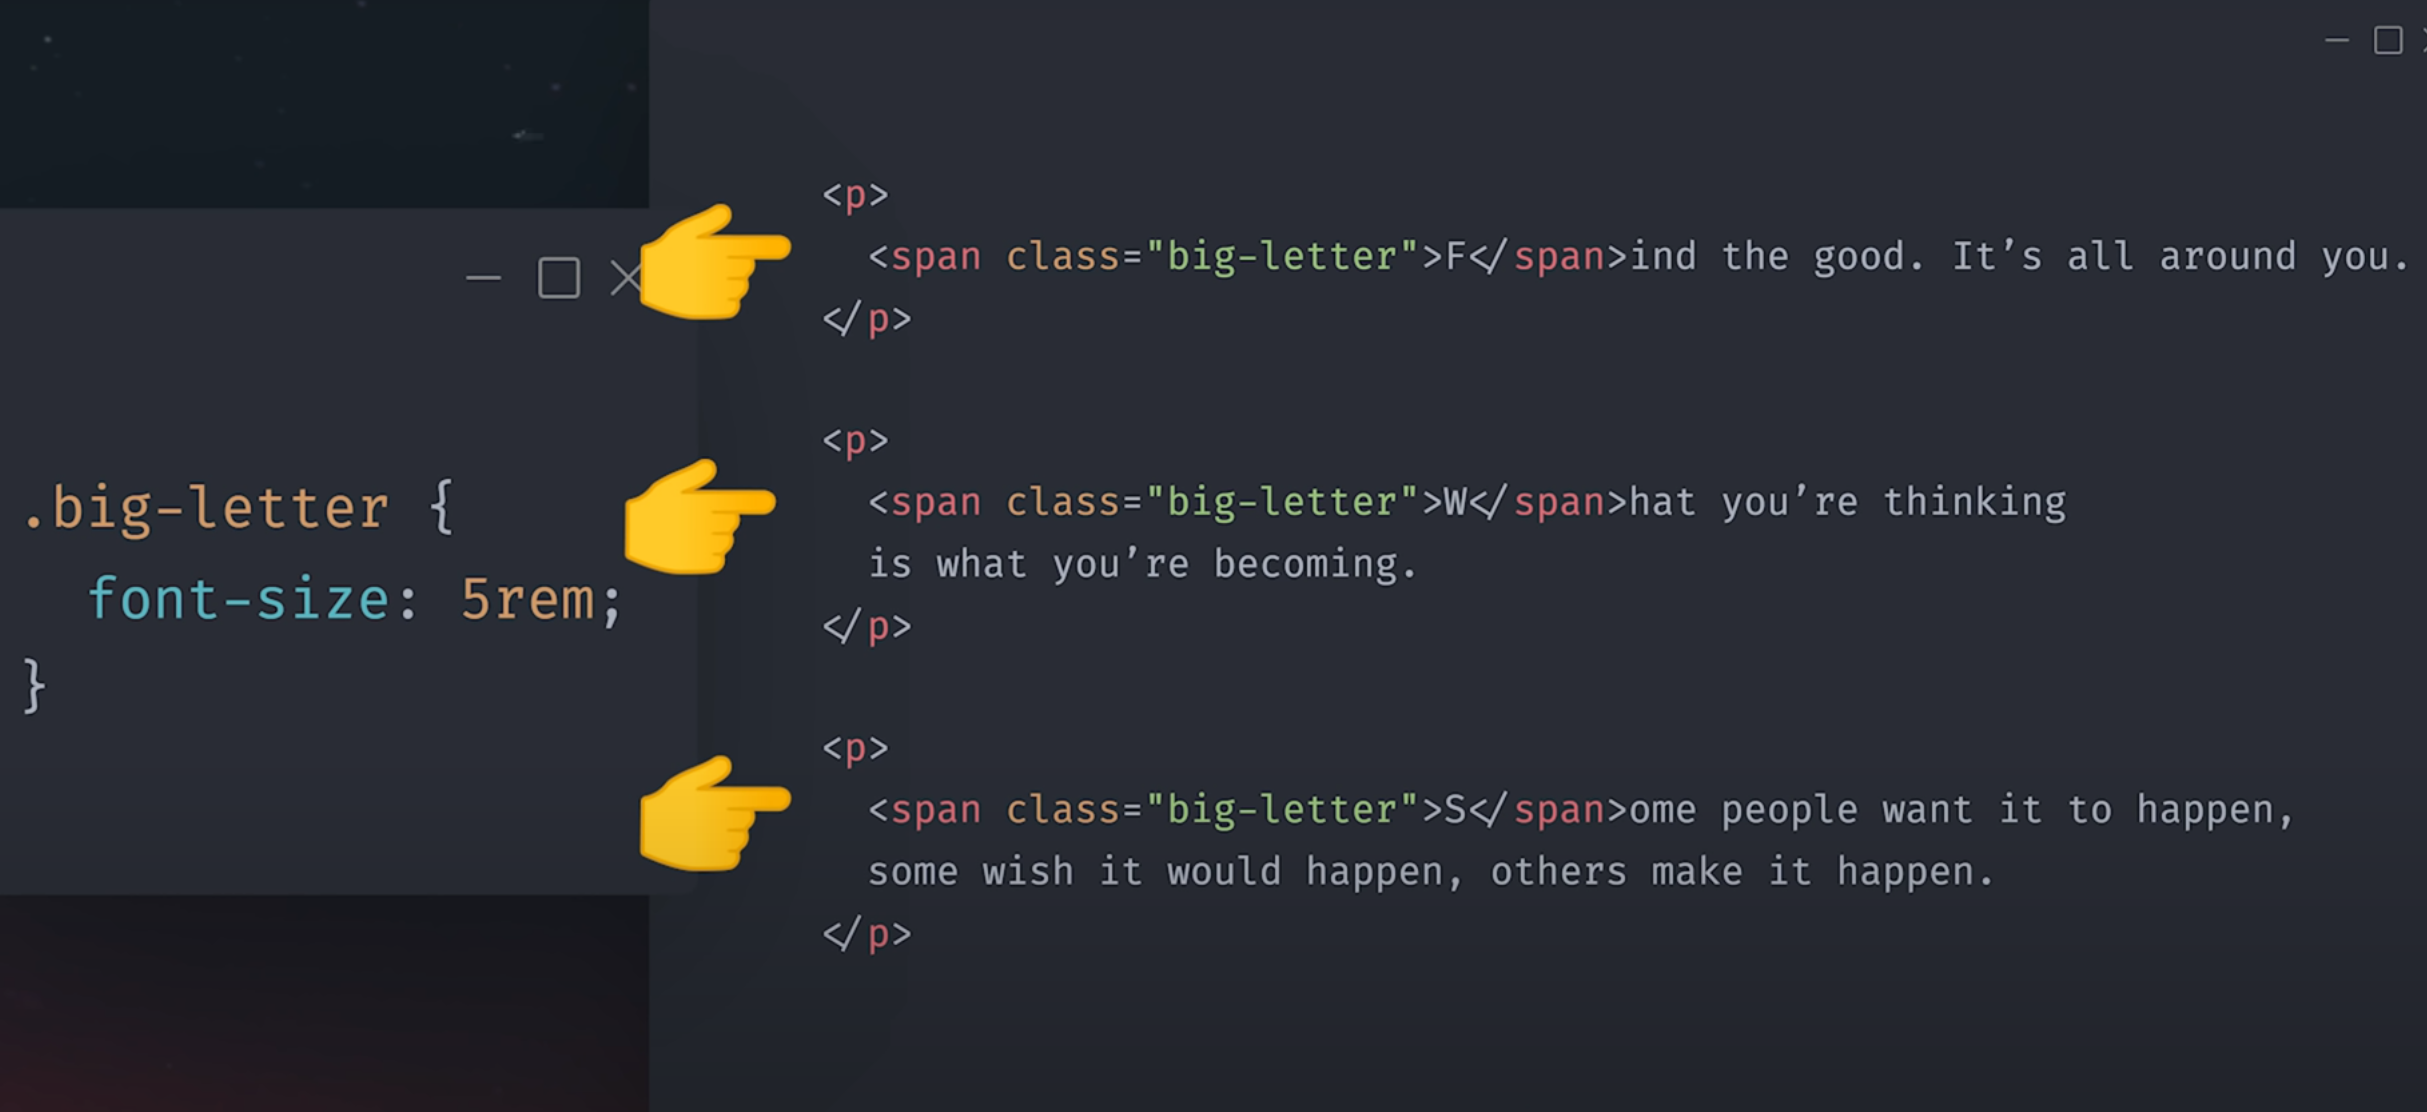 .big-letter {
  font-size: 5rem;
}
<p>
  <span class="big-letter">F</span>ind the good. It’s all around you.
</p>
<p>
  <span class="big-letter">W</span>hat you’re thinking
  is what you’re becoming.
</p>
<p>
  <span class="big-letter">S</span>ome people want it to happen,
  some wish it would happen, others make it happen.
</p>